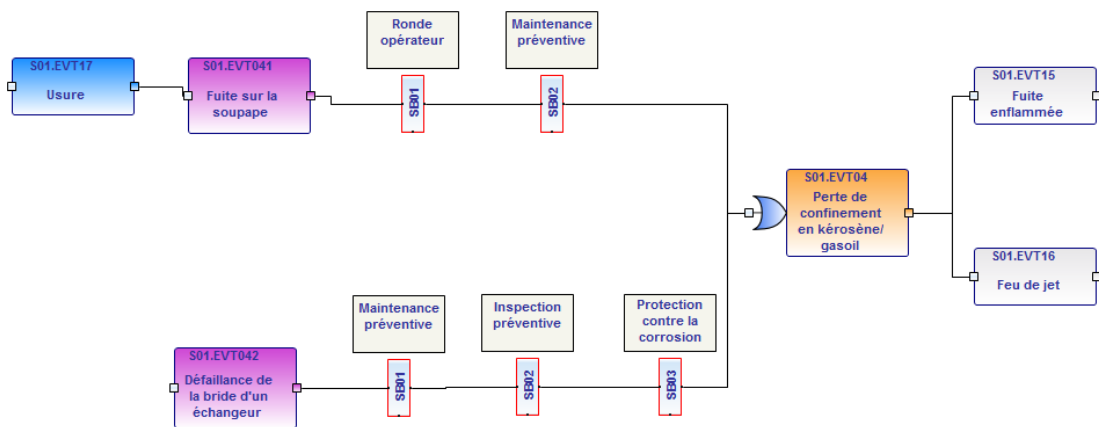 Ronde
opérateur
Maintenance
préventive
S01.EVT17
Usure
S01.EVT041
Fuite sur la
soupape
SB01
SB02
S01.EVT15
Fuite
enflammée
S01.EVT04
Perte de
confinement
en kérosène/
gasoil
S01.EVT16
Feu de jet
Maintenance
préventive
Inspection
préventive
Protection
contre la
corrosion
S01.EVT042
Défaillance de
la bride d'un
échangeur
SB01
SB02
SB03